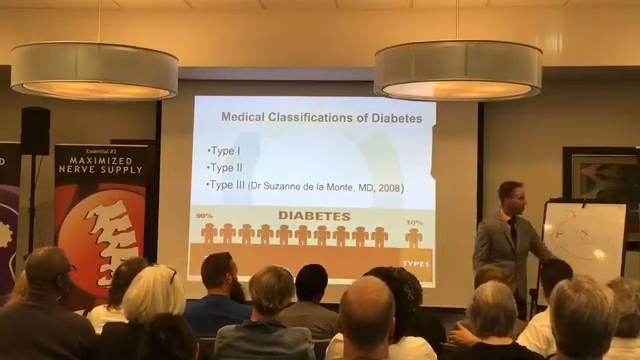 Medical Classifications of Diabetes
•Type I
•Type II
•Type III (Dr Suzanne de la Monte, MD, 2008)
90%
DIABETES
10%
TYPE1
Essential #2
MAXIMIZED
NERVE SUPPLY